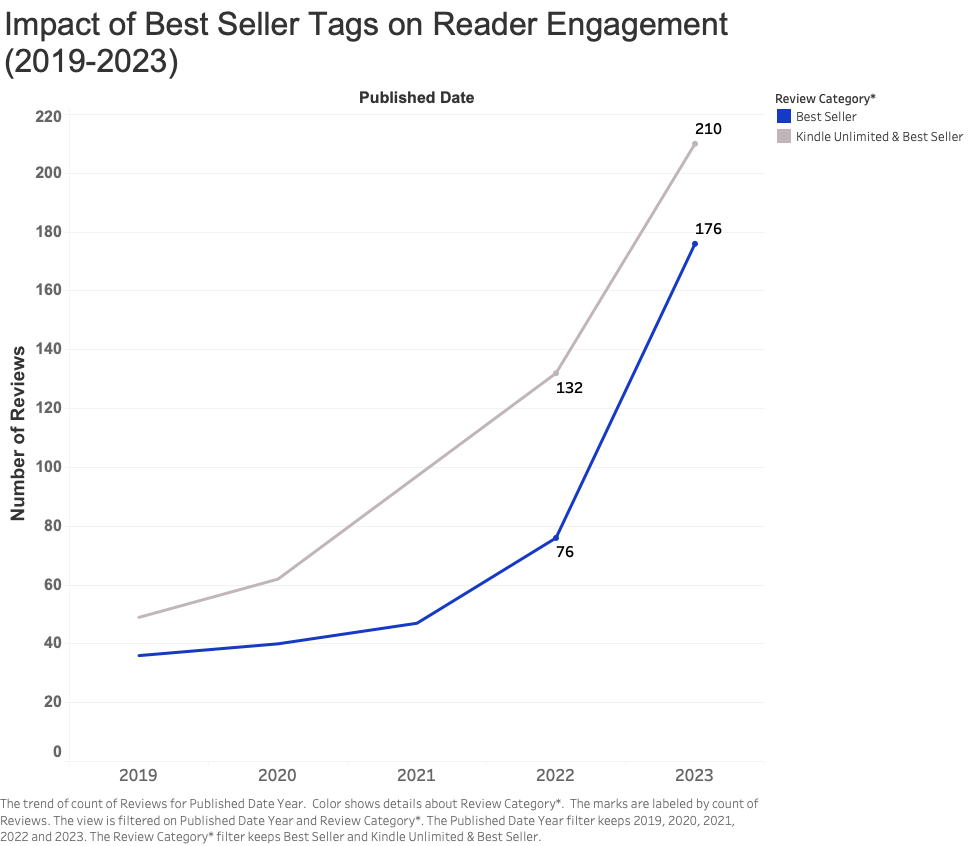 Impact of Best Seller Tags on Reader Engagement
(2019-2023)
Published Date
Review Category*
Best Seller
Kindle Unlimited & Best Seller
220
200
180
160
140
120
100
80
60
40
20
0
Number of Reviews
210
176
132
76
2019
2020
2021
2022
2023
The trend of count of Reviews for Published Date Year.  Color shows details about Review Category*.  The marks are labeled by count of
Reviews. The view is filtered on Published Date Year and Review Category*. The Published Date Year filter keeps 2019, 2020, 2021,
2022 and 2023. The Review Category* filter keeps Best Seller and Kindle Unlimited & Best Seller.